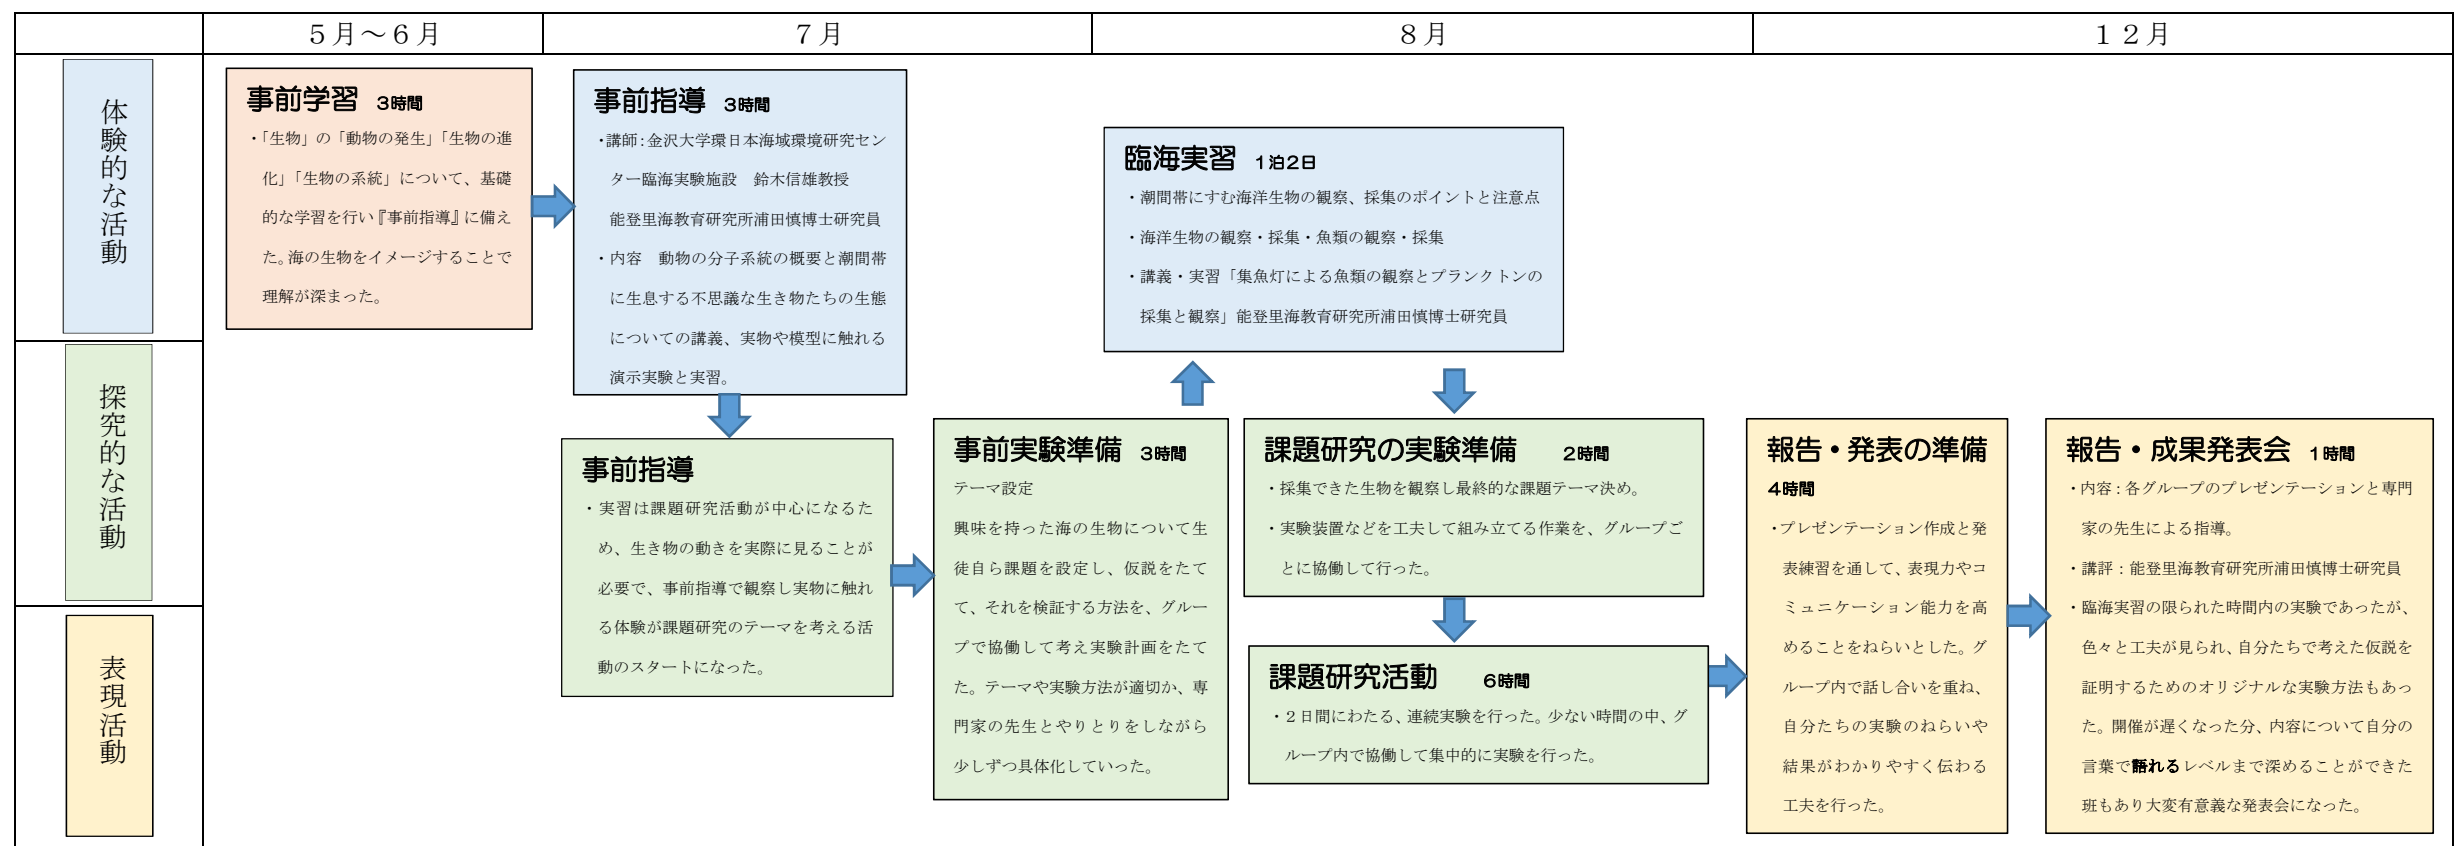 ５月～６月
７月
８月
１２月
体験的な活動
探究的な活動
表現活動
事前学習 3時間
・「生物」の「動物の発生」「生物の進
化」「生物の系統」について、基礎
的な学習を行い『事前指導』に備え
た。海の生物をイメージすることで
理解が深まった。
事前指導 3時間
・講師：金沢大学環日本海域環境研究セン
ター臨海実験施設　鈴木信雄教授
能登里海教育研究所浦田慎博士研究員
・内容　動物の分子系統の概要と潮間帯
に生息する不思議な生き物たちの生態
についての講義、実物や模型に触れる
演示実験と実習。
事前指導
・実習は課題研究活動が中心になるた
め、生き物の動きを実際に見ることが
必要で、事前指導で観察し実物に触れ
る体験が課題研究のテーマを考える活
動のスタートになった。
事前実験準備 3時間
テーマ設定
興味を持った海の生物について生
徒自ら課題を設定し、仮説をたて
て、それを検証する方法を、グルー
プで協働して考え実験計画をたて
た。テーマや実験方法が適切か、専
門家の先生とやりとりをしながら
少しずつ具体化していった。
臨海実習 1泊2日
・潮間帯にすむ海洋生物の観察、採集のポイントと注意点
・海洋生物の観察・採集・魚類の観察・採集
・講義・実習「集魚灯による魚類の観察とプランクトンの
採集と観察」能登里海教育研究所浦田慎博士研究員
課題研究の実験準備 2時間
・採集できた生物を観察し最終的な課題テーマ決め。
・実験装置などを工夫して組み立てる作業を、グループご
とに協働して行った。
課題研究活動 6時間
・２日間にわたる、連続実験を行った。少ない時間の中、グ
ループ内で協働して集中的に実験を行った。
報告・発表の準備
4時間
・プレゼンテーション作成と発
表練習を通して、表現力やコ
ミュニケーション能力を高
めることをねらいとした。グ
ループ内で話し合いを重ね、
自分たちの実験のねらいや
結果がわかりやすく伝わる
工夫を行った。
報告・成果発表会 1時間
・内容：各グループのプレゼンテーションと専門
家の先生による指導。
・講評：能登里海教育研究所浦田慎博士研究員
・臨海実習の限られた時間内の実験であったが、
色々と工夫が見られ、自分たちで考えた仮説を
証明するためのオリジナルな実験方法もあっ
た。開催が遅くなった分、内容について自分の
言葉で語れるレベルまで深めることができた
班もあり大変有意義な発表会になった。